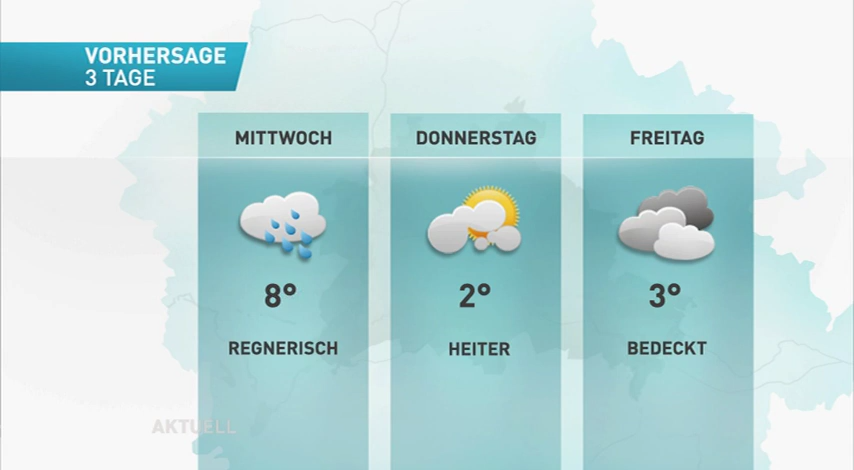 VORHERSAGE
3 TAGE
MITTWOCH
DONNERSTAG
FREITAG
8°
2°
3°
REGNERISCH
HEITER
BEDECKT
AKTUELL